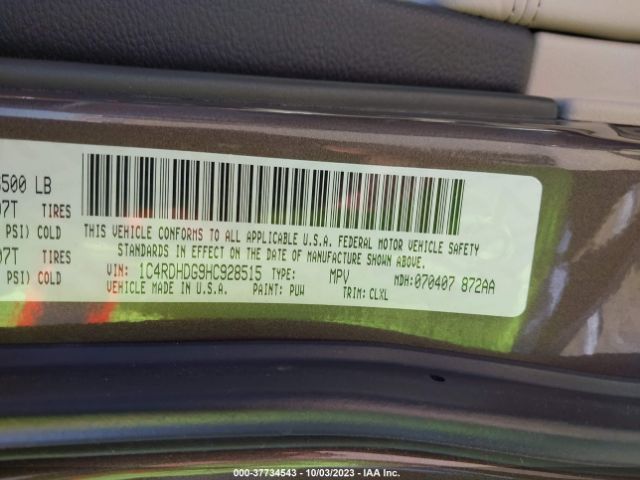 500 LB
07T TIRES
PSI) COLD
07T TIRES
PSI) COLD
THIS VEHICLE CONFORMS TO ALL APPLICABLE U.S.A. FEDERAL MOTOR VEHICLE SAFETY
STANDARDS IN EFFECT ON THE DATE OF MANUFACTURE SHOWN ABOVE.
VIN: 1C4RDHDG9HC928515 TYPE: MPV MDH: 070407 872AA
VEHICLE MADE IN U.S.A. PAINT: PUW TRIM: CLXL
000-37734543 - 10/03/2023 - IAA Inc.